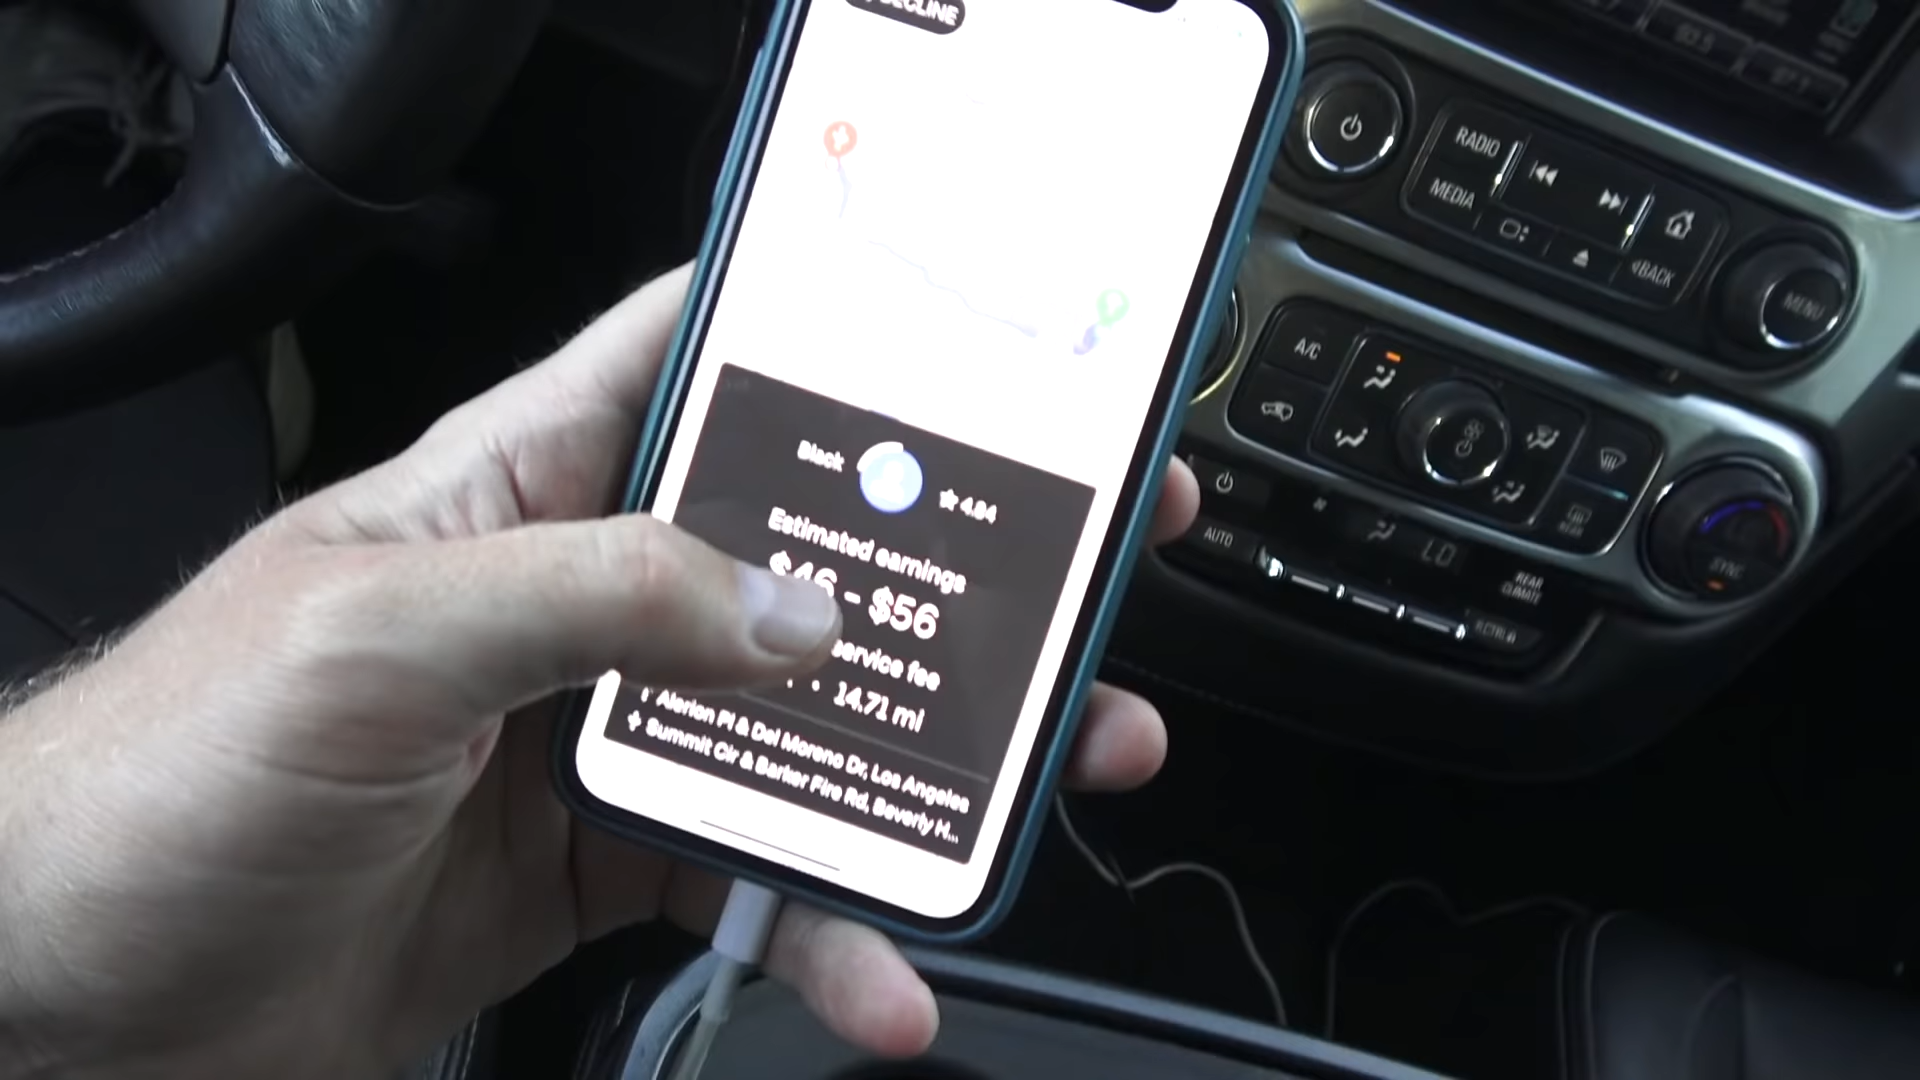 DECLINE
Black
4.84
Estimated earnings
$46 - $56
service fee
• 14.71 mi
Alerion Pl & Del Moreno Dr, Los Angeles
Summit Cir & Barker Fire Rd, Beverly H...
RADIO
MEDIA
BACK
MENU
A/C
AUTO
LO
REAR
CLIMATE
SYNC
REAR